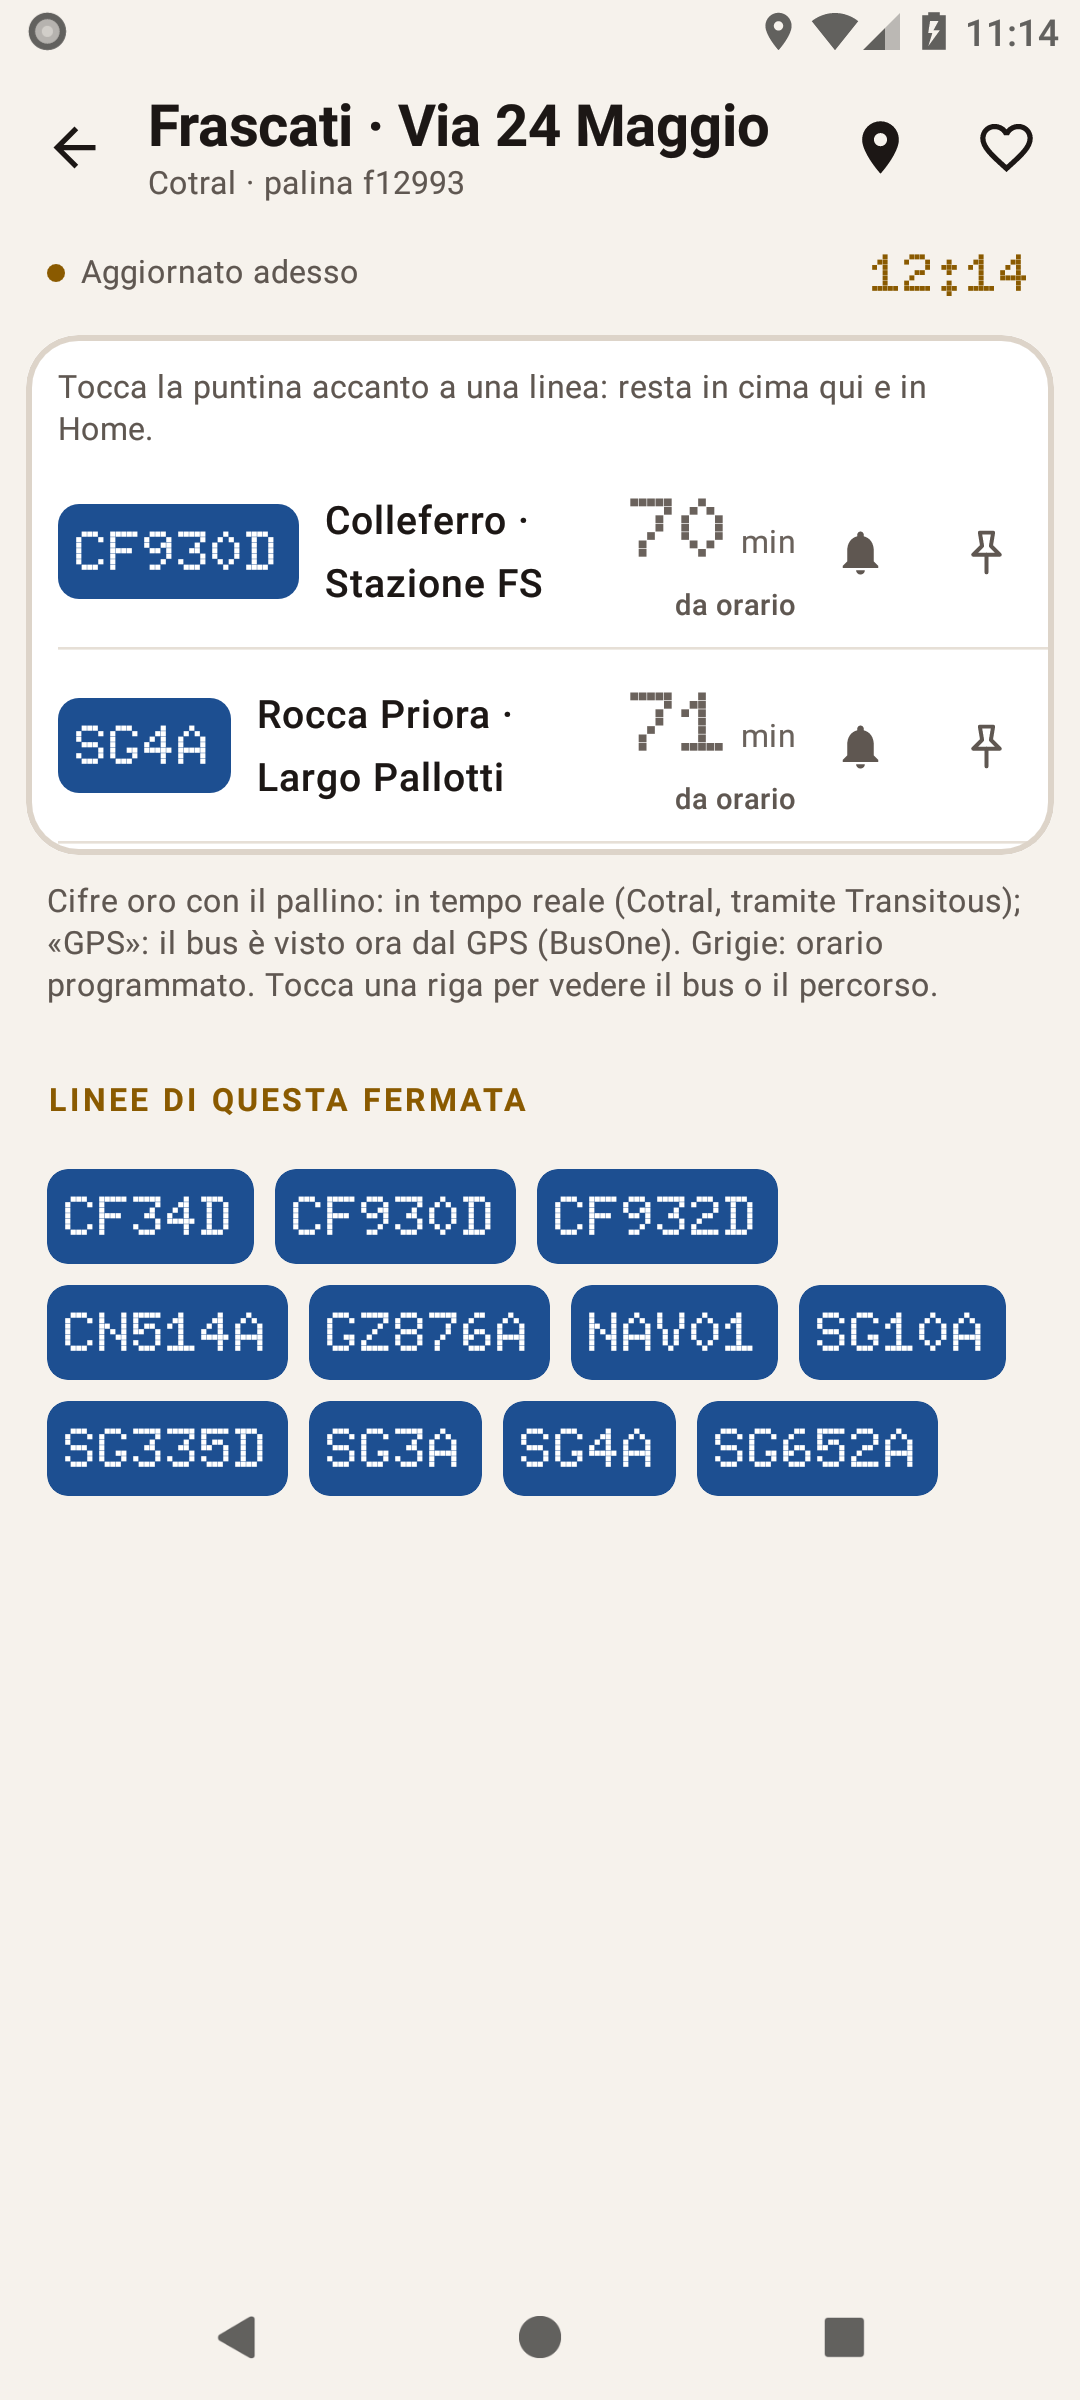 11:14
Frascati · Via 24 Maggio
Cotral · palina f12993
Aggiornato adesso
12:14
Tocca la puntina accanto a una linea: resta in cima qui e in
Home.
CF930D
Colleferro ·
Stazione FS
70 min
da orario
SG4A
Rocca Priora ·
Largo Pallotti
71 min
da orario
Cifre oro con il pallino: in tempo reale (Cotral, tramite Transitous);
«GPS»: il bus è visto ora dal GPS (BusOne). Grigie: orario
programmato. Tocca una riga per vedere il bus o il percorso.
LINEE DI QUESTA FERMATA
CF34D CF930D CF932D
CN514A GZ876A NAV01 SG10A
SG335D SG3A SG4A SG652A